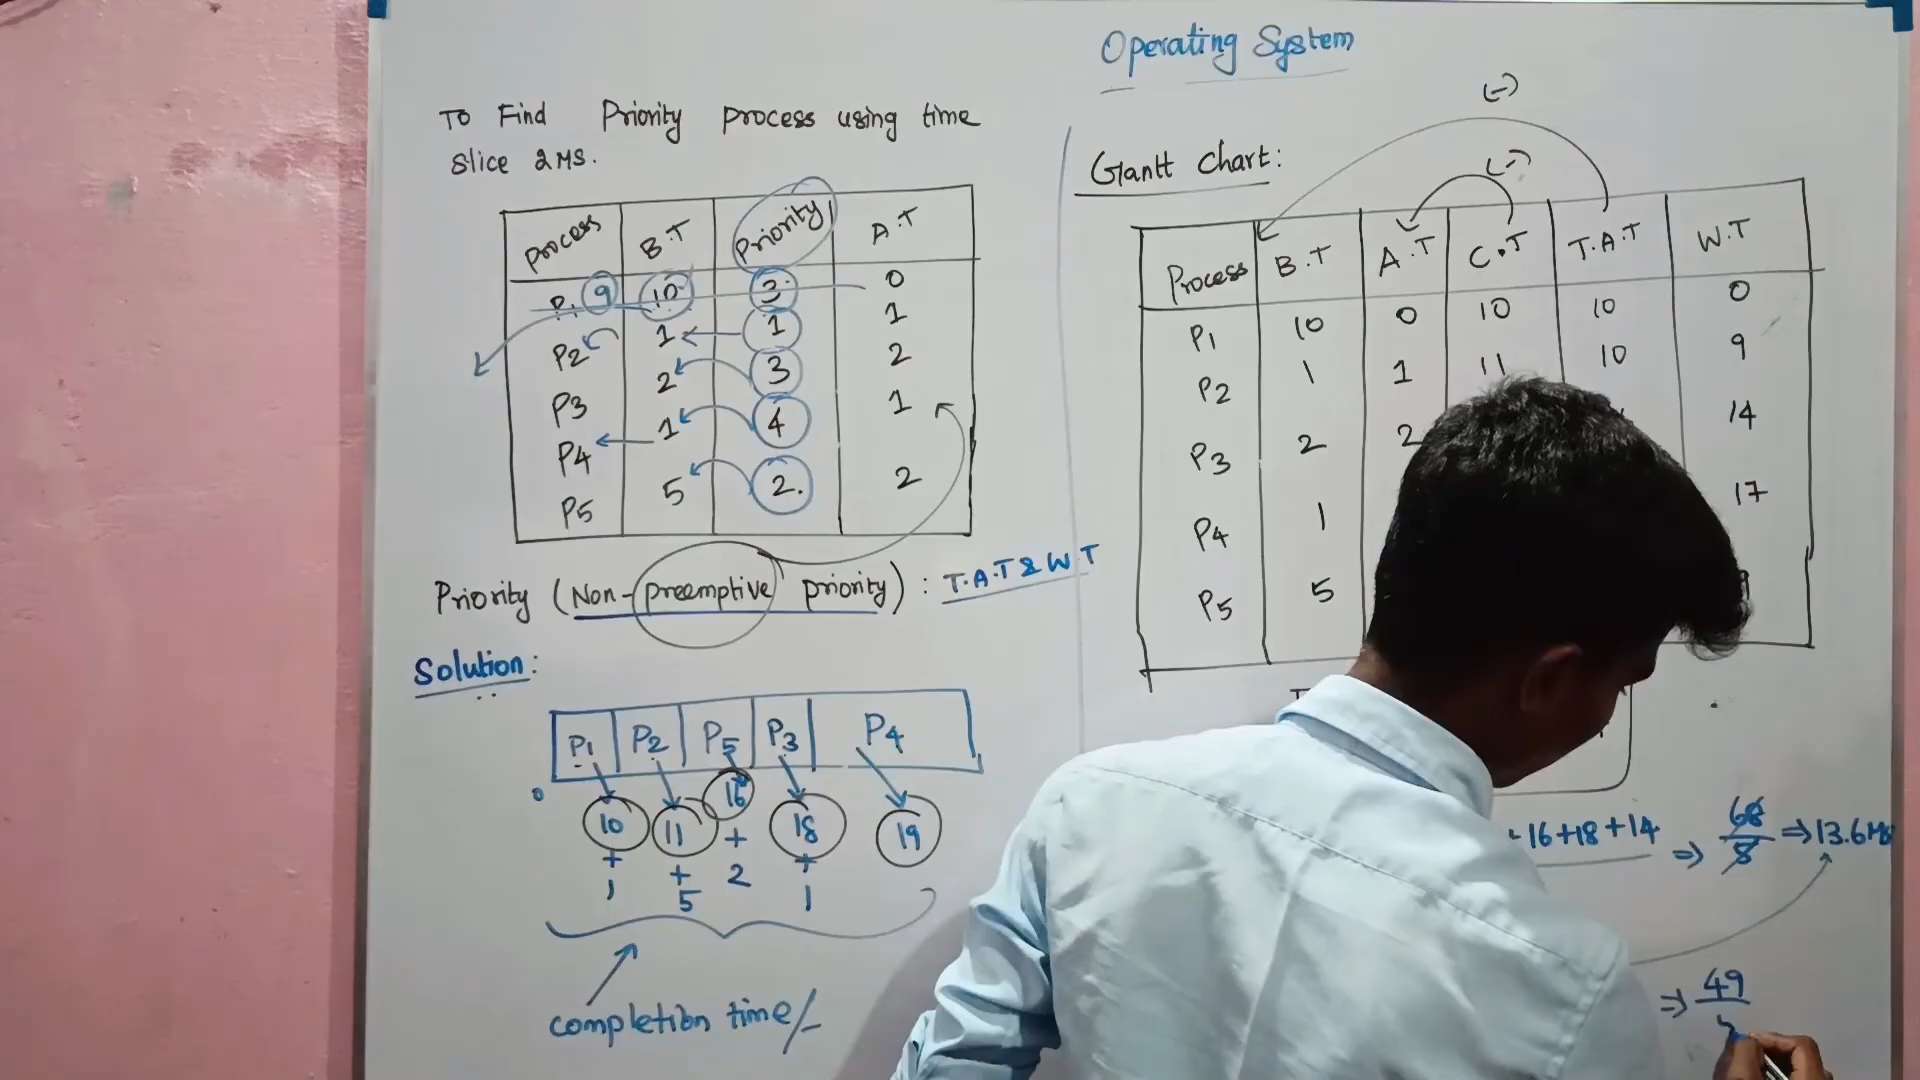 Operating System
To Find Priority process using time
slice 2MS.
Process B.T Priority A.T
P1 9 10 3 0
P2 1 1 1
P3 2 3 2
P4 1 4 1
P5 5 2. 2
Priority (Non-preemptive priority) : T.A.T & W.T
Solution:
P1 P2 P5 P3 P4
0 10 11 16 18 19
+ + + +
1 5 2 1
completion time/-
Gantt chart:
(-)
(-)
Process B.T A.T C.T T.A.T W.T
P1 10 0 10 10 0
P2 1 1 11 10 9
P3 2 2 14
P4 1 17
P5 5
+16+18+14 => 68/5 => 13.6Ms
=> 49